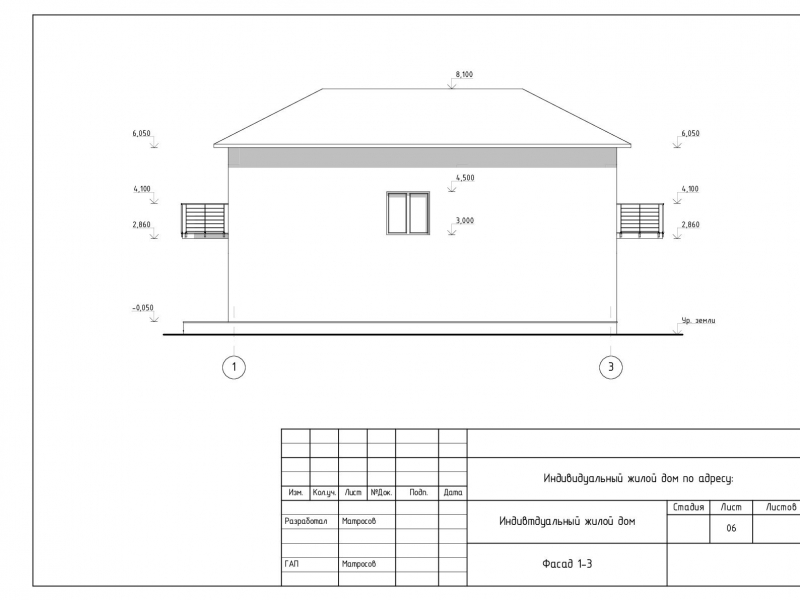 8,100
6,050
6,050
4,500
4,100
4,100
3,000
2,860
2,860
-0,050
Ур. земли
1
3
Индивидуальный жилой дом по адресу:
Изм. Кол.уч. Лист №Док. Подп. Дата
Разработал Матросов
Индивтдуальный жилой дом
Стадия Лист Листов
06
ГАП Матросов
Фасад 1-3